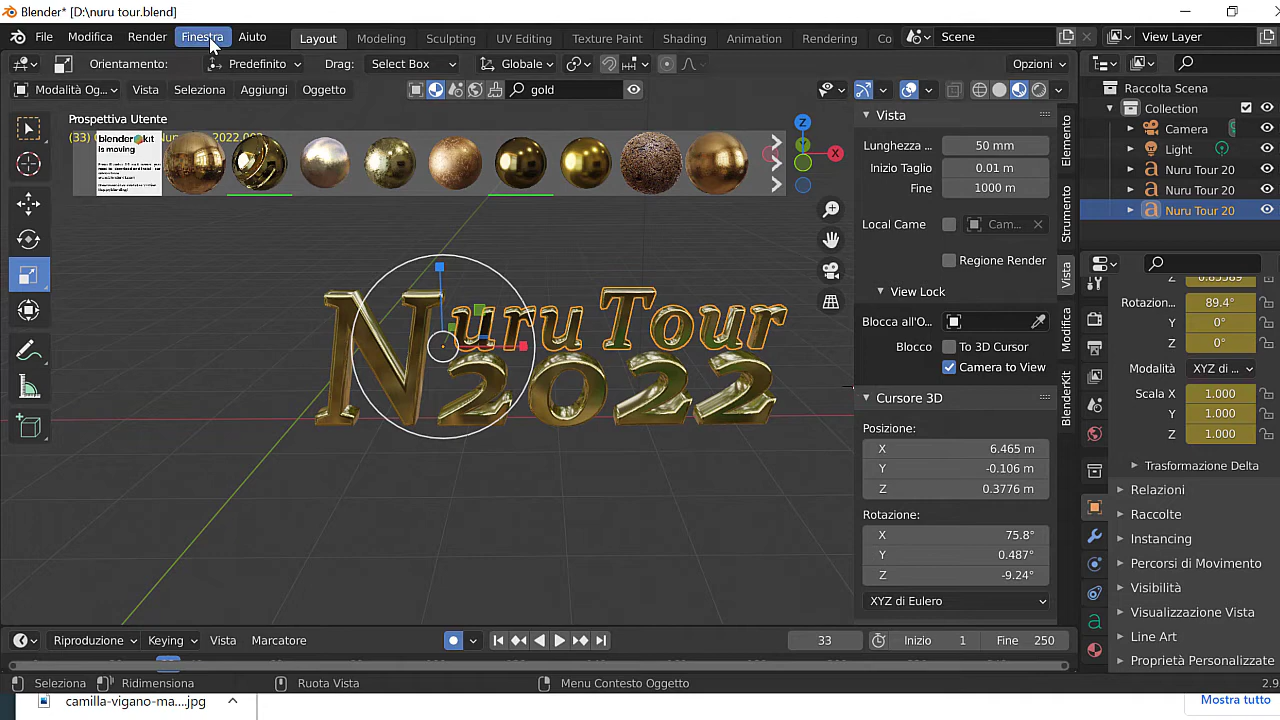 Blender* [D:\nuru tour.blend]
File Modifica Render Finestra Aiuto Layout Modeling Sculpting UV Editing Texture Paint Shading Animation Rendering Co Scene View Layer
Orientamento: Predefinito Drag: Select Box Globale Opzioni
Modalità Og... Vista Seleziona Aggiungi Oggetto gold
Prospettiva Utente
blenderkit
is moving
Nuru Tour
2022
Z
Y
X
Vista
Lunghezza ... 50 mm
Inizio Taglio 0.01 m
Fine 1000 m
Local Came Cam...
Regione Render
View Lock
Blocca all'O...
Blocco To 3D Cursor
Camera to View
Cursore 3D
Posizione:
X 6.465 m
Y -0.106 m
Z 0.3776 m
Rotazione:
X 75.8°
Y 0.487°
Z -9.24°
XYZ di Eulero
Elemento
Strumento
Vista
Modifica
BlenderKit
Raccolta Scena
Collection
Camera
Light
Nuru Tour 20
Nuru Tour 20
Nuru Tour 20
Z
Rotazion... 89.4°
Y 0°
Z 0°
Modalità XYZ di ...
Scala X 1.000
Y 1.000
Z 1.000
Trasformazione Delta
Relazioni
Raccolte
Instancing
Percorsi di Movimento
Visibilità
Visualizzazione Vista
Line Art
Proprietà Personalizzate
Riproduzione Keying Vista Marcatore 33 Inizio 1 Fine 250
Seleziona Ridimensiona Ruota Vista Menu Contesto Oggetto 2.9
camilla-vigano-ma....jpg Mostra tutto